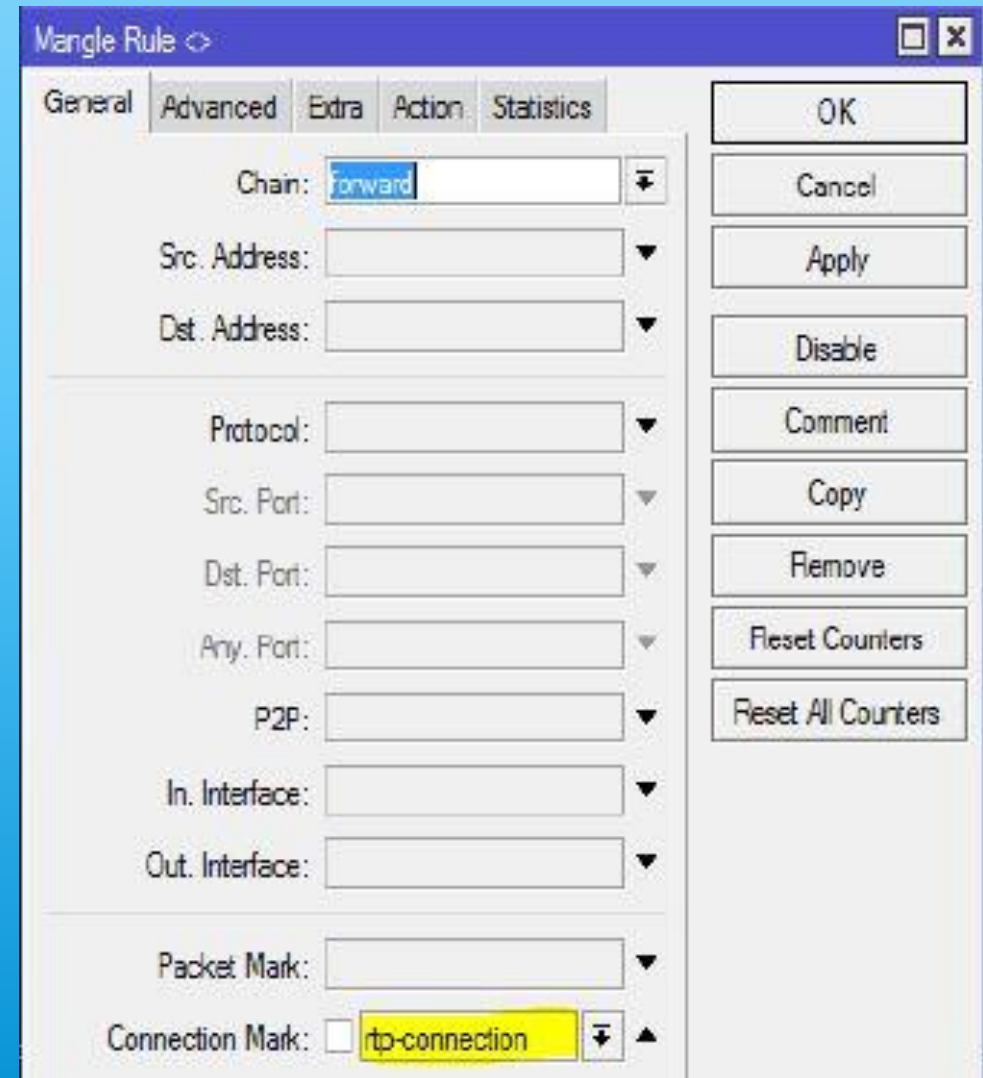 Mangle Rule <>
General Advanced Extra Action Statistics
OK
Chain: forward
Cancel
Src. Address:
Apply
Dst. Address:
Disable
Protocol:
Comment
Src. Port:
Copy
Dst. Port:
Remove
Any. Port:
Reset Counters
P2P:
Reset All Counters
In. Interface:
Out. Interface:
Packet Mark:
Connection Mark: rtp-connection